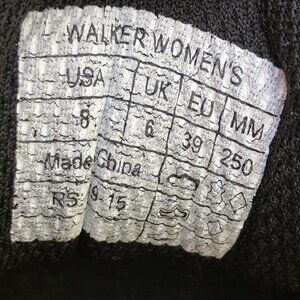 WALKER WOMEN'S
USA UK EU MM
8 6 39 250
Made China
RS 9 15